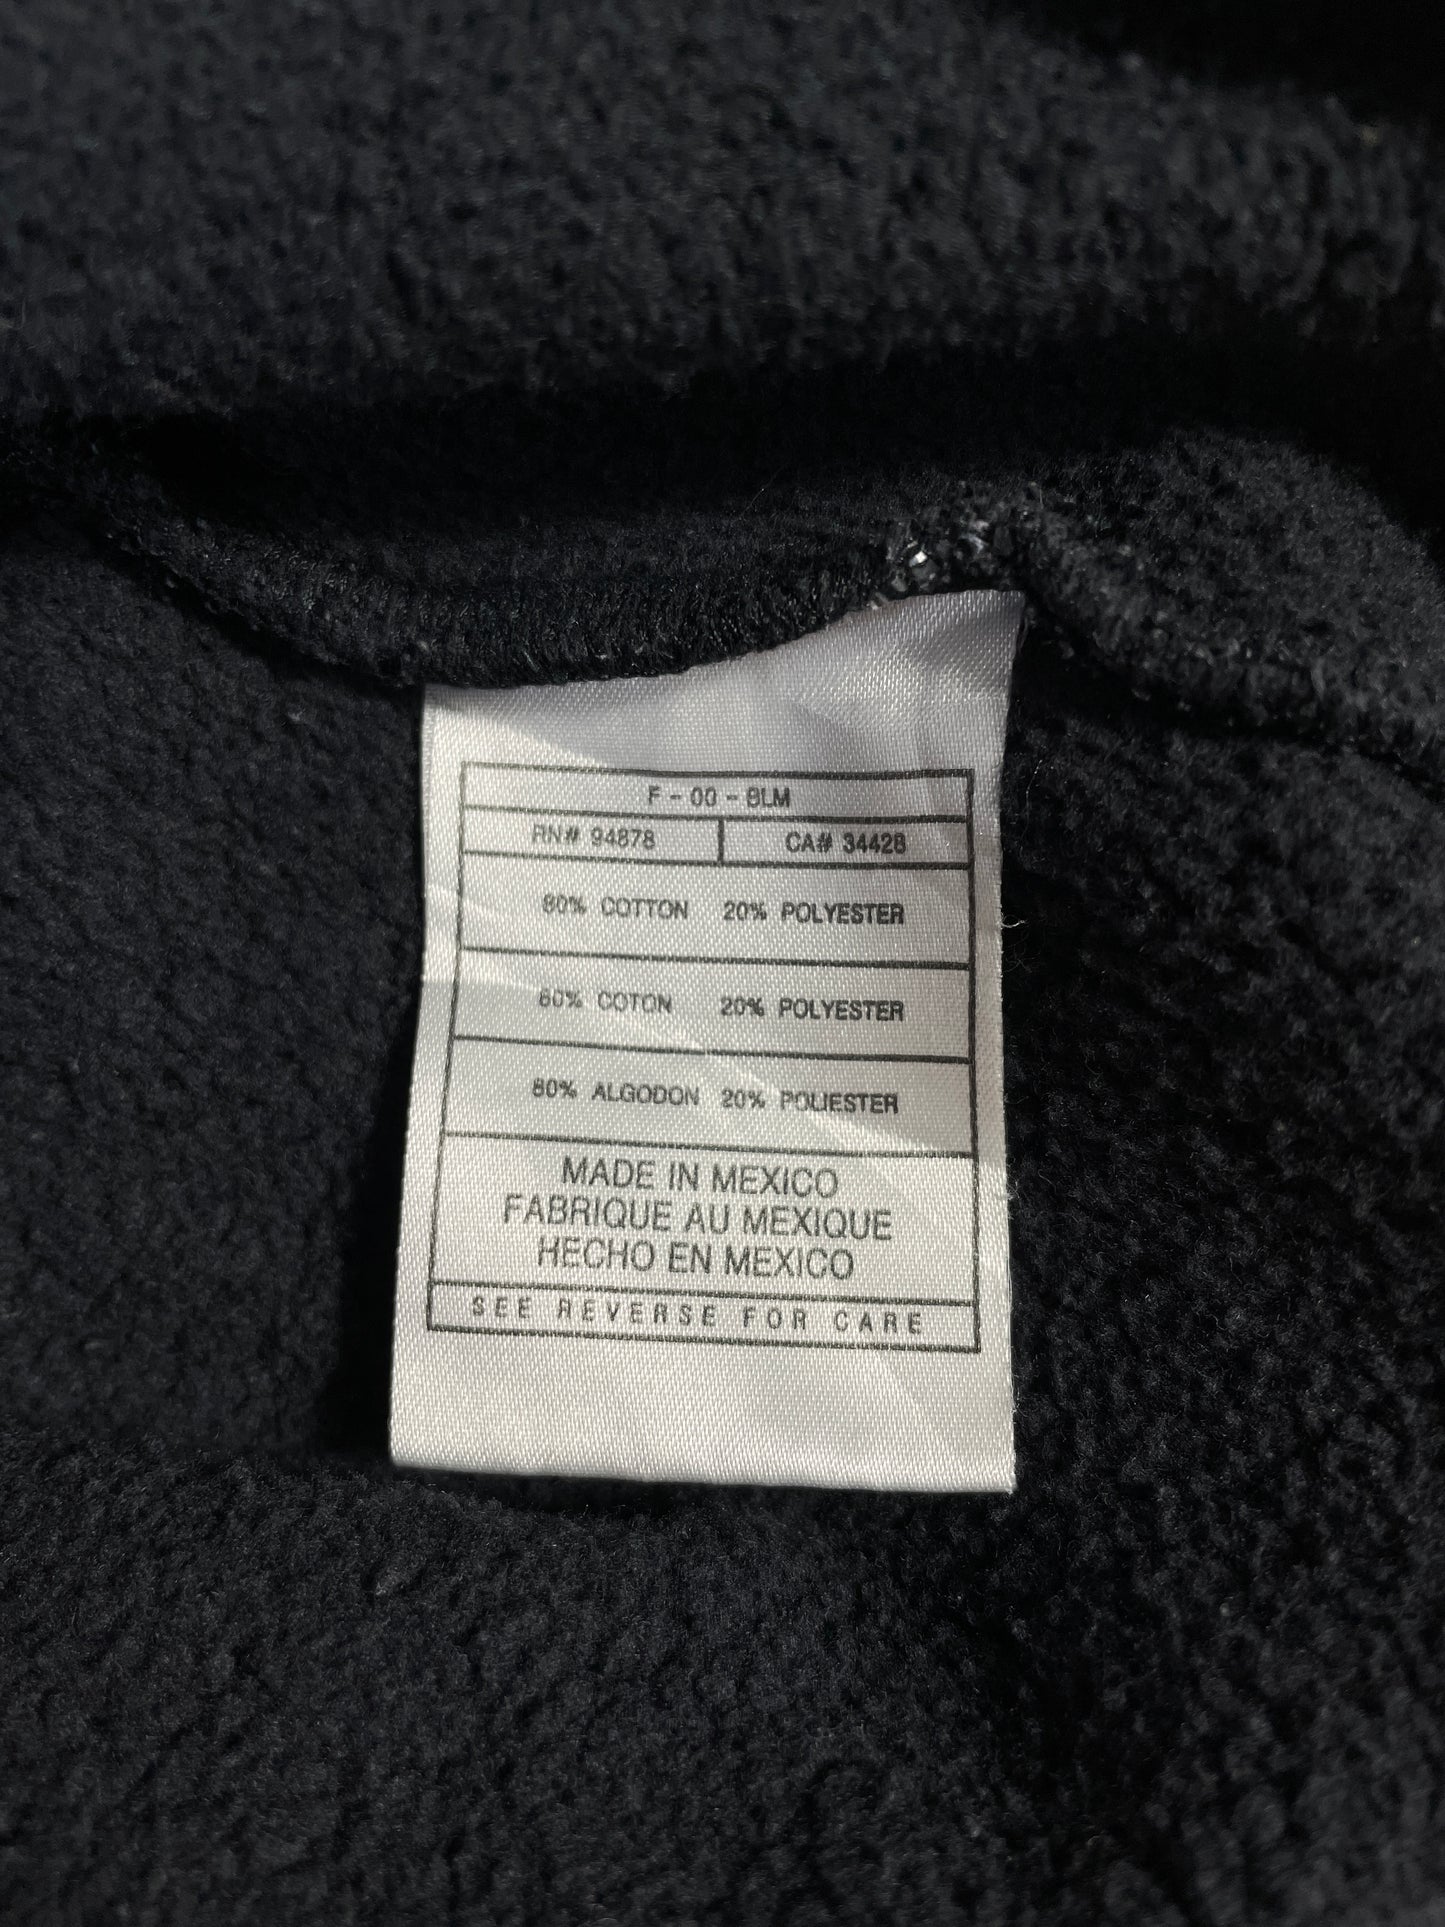 F - 00 - BLM
RN# 94878 CA# 34428
80% COTTON 20% POLYESTER
80% COTON 20% POLYESTER
80% ALGODON 20% POLIESTER
MADE IN MEXICO
FABRIQUE AU MEXIQUE
HECHO EN MEXICO
SEE REVERSE FOR CARE